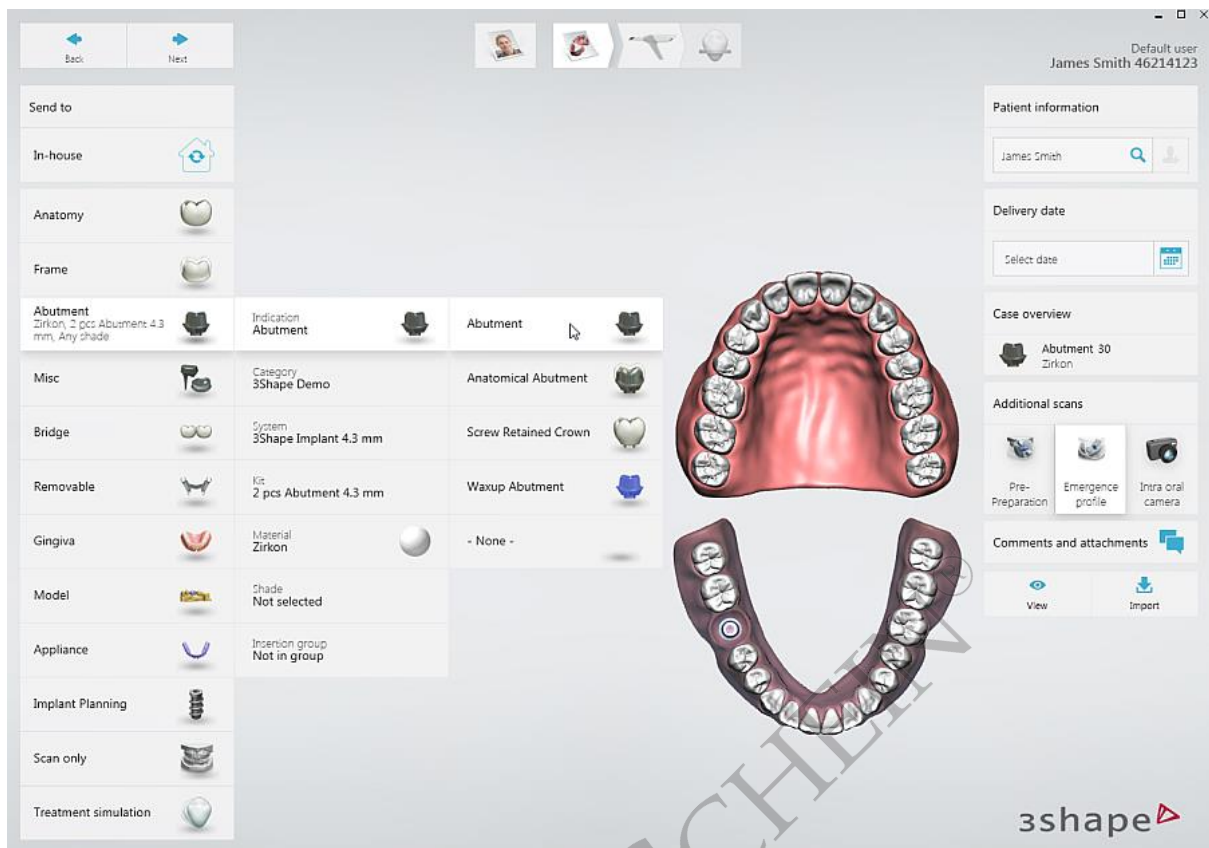 Back
Next
Default user
James Smith 46214123
Send to
In-house
Anatomy
Frame
Abutment
Zirkon, 2 pcs Abutment 4.3
mm, Any shade
Misc
Bridge
Removable
Gingiva
Model
Appliance
Implant Planning
Scan only
Treatment simulation
Indication
Abutment
Category
3Shape Demo
System
3Shape Implant 4.3 mm
Kit
2 pcs Abutment 4.3 mm
Material
Zirkon
Shade
Not selected
Insertion group
Not in group
Abutment
Anatomical Abutment
Screw Retained Crown
Waxup Abutment
- None -
Patient information
James Smith
Delivery date
Select date
Case overview
Abutment 30
Zirkon
Additional scans
Pre-
Preparation
Emergence
profile
Intra oral
camera
Comments and attachments
View
Import
SCHEIN®
3shape